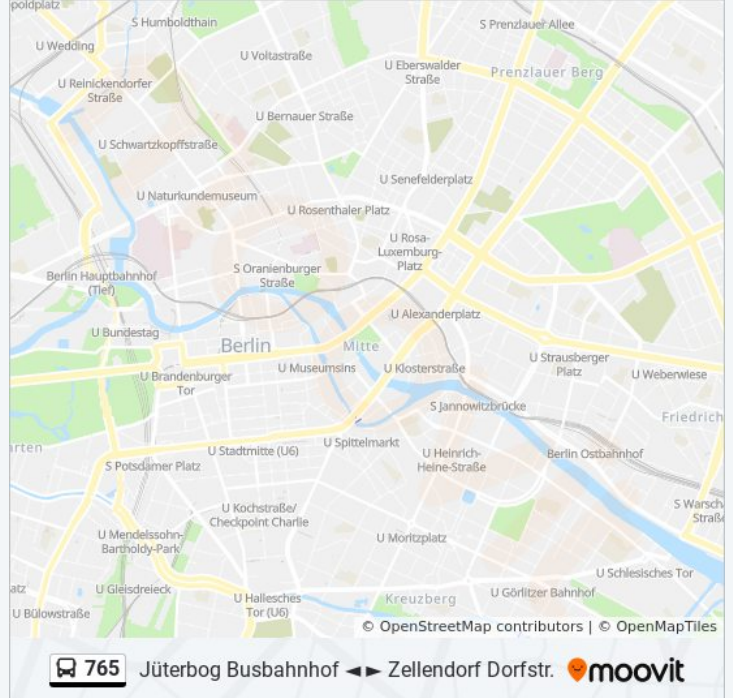 poldplatz
S Humboldthain
S Prenzlauer Allee
U Wedding
U Voltastraße
U Eberswalder
Straße
Prenzlauer Berg
U Reinickendorfer
Straße
U Bernauer Straße
U Schwartzkopffstraße
U Senefelderplatz
U Naturkundemuseum
U Rosenthaler Platz
U Rosa-
Luxemburg-
Platz
Berlin Hauptbahnhof
(Tief)
S Oranienburger
Straße
U Alexanderplatz
U Bundestag
Berlin
Mitte
U Strausberger
Platz
U Museumsins
U Klosterstraße
U Weberwiese
U Brandenburger
Tor
S Jannowitzbrücke
Friedrich
rten
U Stadtmitte (U6)
U Spittelmarkt
U Heinrich-
Heine-Straße
Berlin Ostbahnhof
S Potsdamer Platz
S Warsch
Straße
U Kochstraße/
Checkpoint Charlie
U Mendelssohn-
Bartholdy-Park
U Moritzplatz
U Schlesisches Tor
atz
U Gleisdreieck
U Hallesches
Tor (U6)
Kreuzberg
U Görlitzer Bahnhof
U Bülowstraße
© OpenStreetMap contributors | © OpenMapTiles
765 Jüterbog Busbahnhof ◄► Zellendorf Dorfstr. moovit